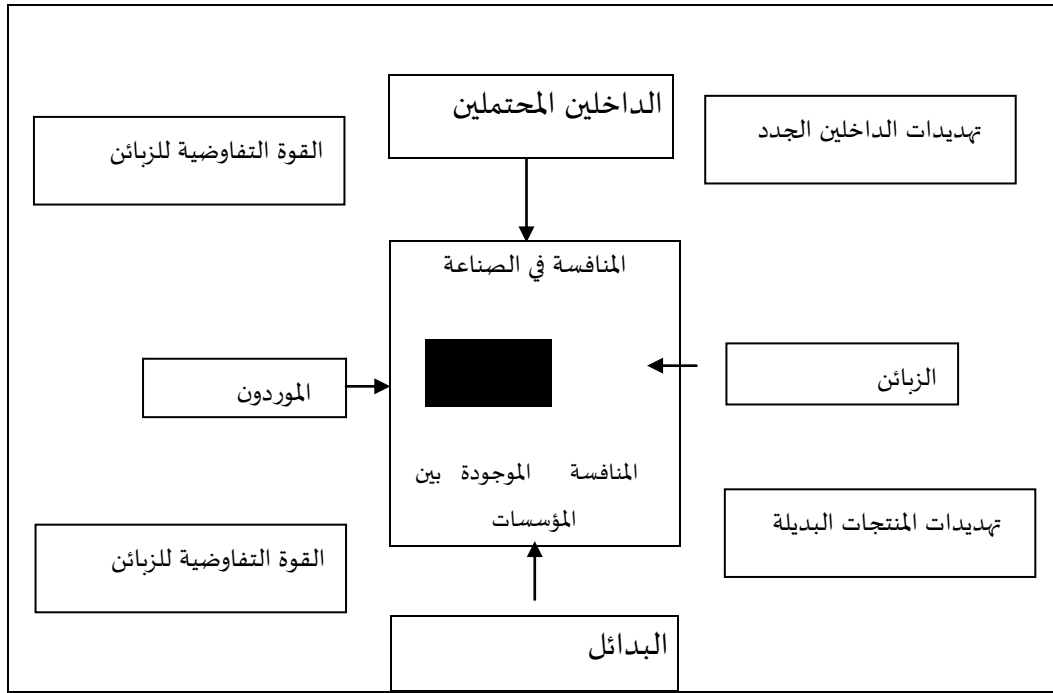 الداخلين المحتملين
تهديدات الداخلين الجدد
القوة التفاوضية للزبائن
المنافسة في الصناعة
الزبائن
الموردون
المنافسة الموجودة بين
المؤسسات
تهديدات المنتجات البديلة
القوة التفاوضية للزبائن
البدائل